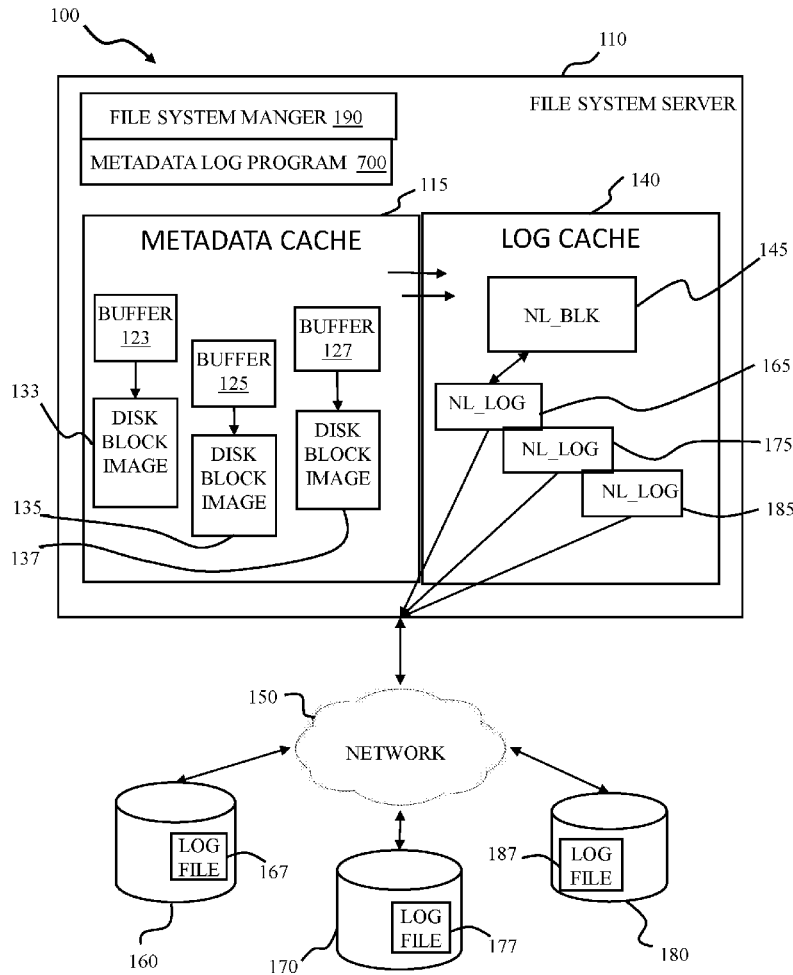 100
110
FILE SYSTEM MANGER 190
FILE SYSTEM SERVER
METADATA LOG PROGRAM 700
115
140
METADATA CACHE
LOG CACHE
145
BUFFER
123
BUFFER
125
BUFFER
127
NL_BLK
133
165
DISK
BLOCK
IMAGE
DISK
BLOCK
IMAGE
DISK
BLOCK
IMAGE
NL_LOG
NL_LOG
175
NL_LOG
135
185
137
150
NETWORK
LOG
FILE
167
160
LOG
FILE
170
177
187
LOG
FILE
180